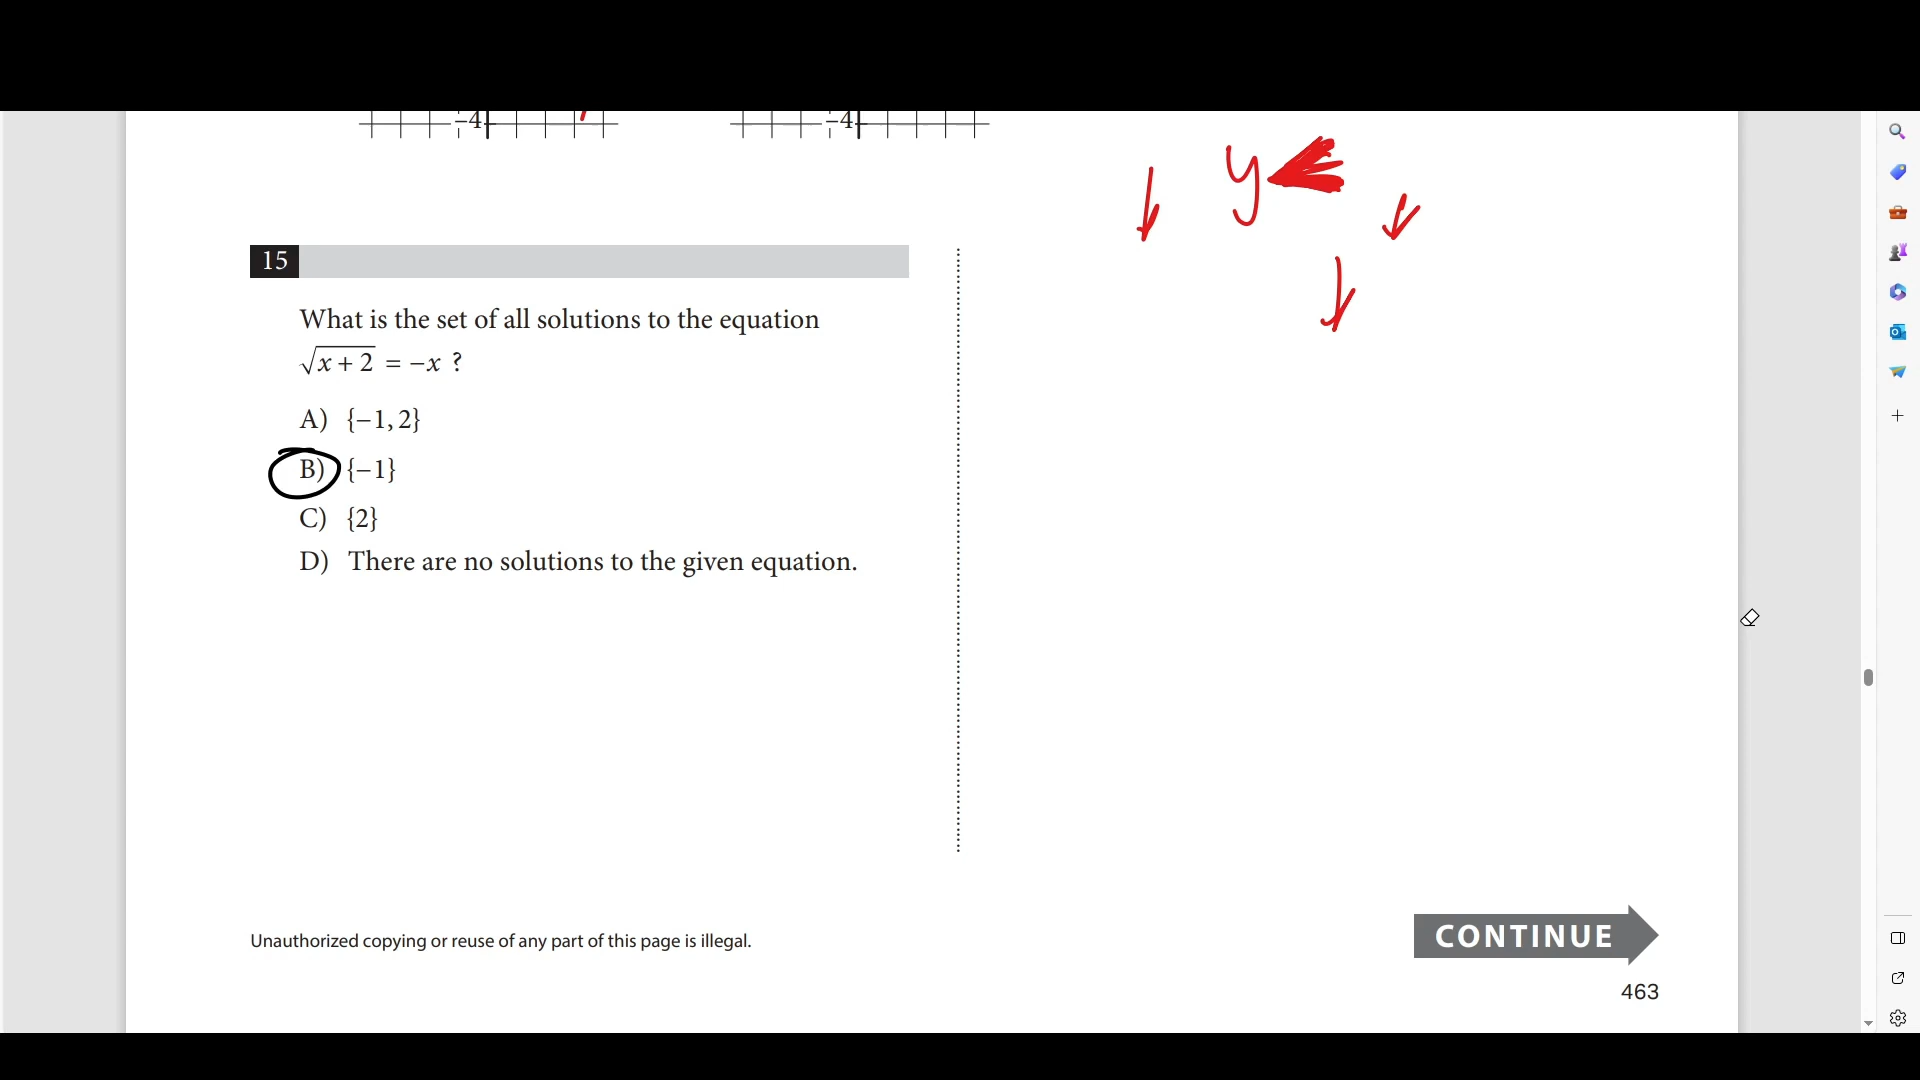 −4
−4
y
15
What is the set of all solutions to the equation
√x + 2 = −x ?
A) {−1, 2}
B) {−1}
C) {2}
D) There are no solutions to the given equation.
Unauthorized copying or reuse of any part of this page is illegal.
CONTINUE
463